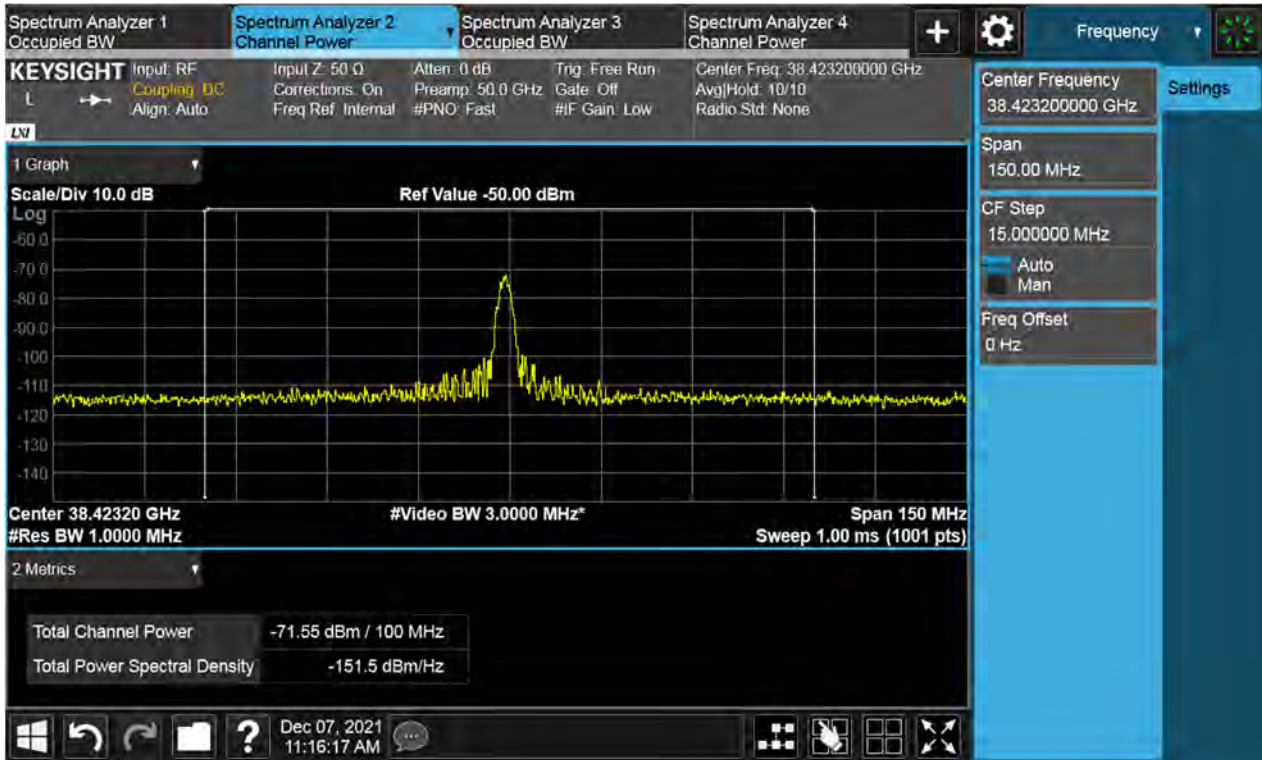 Spectrum Analyzer 1
Occupied BW
Spectrum Analyzer 2
Channel Power
Spectrum Analyzer 3
Occupied BW
Spectrum Analyzer 4
Channel Power
+
Frequency
KEYSIGHT
L
LXI
Input: RF
Coupling: DC
Align: Auto
Input Z: 50 Ω
Corrections: On
Freq Ref: Internal
Atten: 0 dB
Preamp: 50.0 GHz
#PNO: Fast
Trig: Free Run
Gate: Off
#IF Gain: Low
Center Freq: 38.423200000 GHz
Avg|Hold: 10/10
Radio Std: None
Center Frequency
38.423200000 GHz
Settings
Span
150.00 MHz
CF Step
15.000000 MHz
Auto
Man
Freq Offset
0 Hz
1 Graph
Scale/Div 10.0 dB
Ref Value -50.00 dBm
Log
-60.0
-70.0
-80.0
-90.0
-100
-110
-120
-130
-140
Center 38.42320 GHz
#Video BW 3.0000 MHz*
Span 150 MHz
#Res BW 1.0000 MHz
Sweep 1.00 ms (1001 pts)
2 Metrics
Total Channel Power
-71.55 dBm / 100 MHz
Total Power Spectral Density
-151.5 dBm/Hz
?
Dec 07, 2021
11:16:17 AM